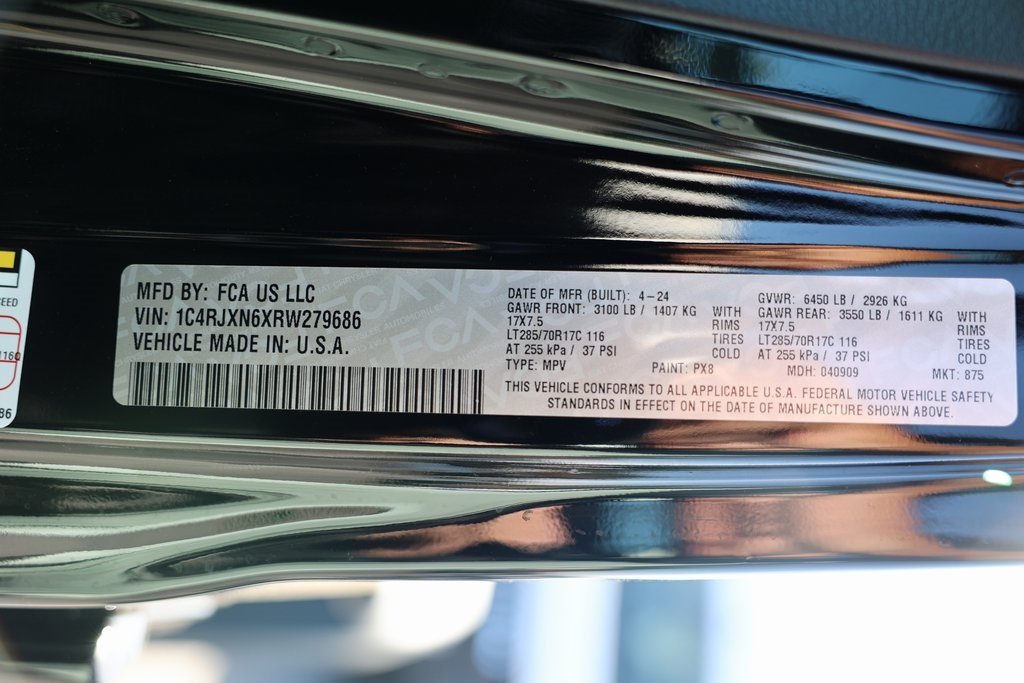 EED
1160
86
MFD BY: FCA US LLC
VIN: 1C4RJXN6XRW279686
VEHICLE MADE IN: U.S.A.
DATE OF MFR (BUILT): 4-24
GAWR FRONT: 3100 LB / 1407 KG WITH
17X7.5 RIMS
LT285/70R17C 116 TIRES
AT 255 kPa / 37 PSI COLD
GVWR: 6450 LB / 2926 KG
GAWR REAR: 3550 LB / 1611 KG WITH
17X7.5 RIMS
LT285/70R17C 116 TIRES
AT 255 kPa / 37 PSI COLD
TYPE: MPV PAINT: PX8 MDH: 040909 MKT: 875
THIS VEHICLE CONFORMS TO ALL APPLICABLE U.S.A. FEDERAL MOTOR VEHICLE SAFETY
STANDARDS IN EFFECT ON THE DATE OF MANUFACTURE SHOWN ABOVE.